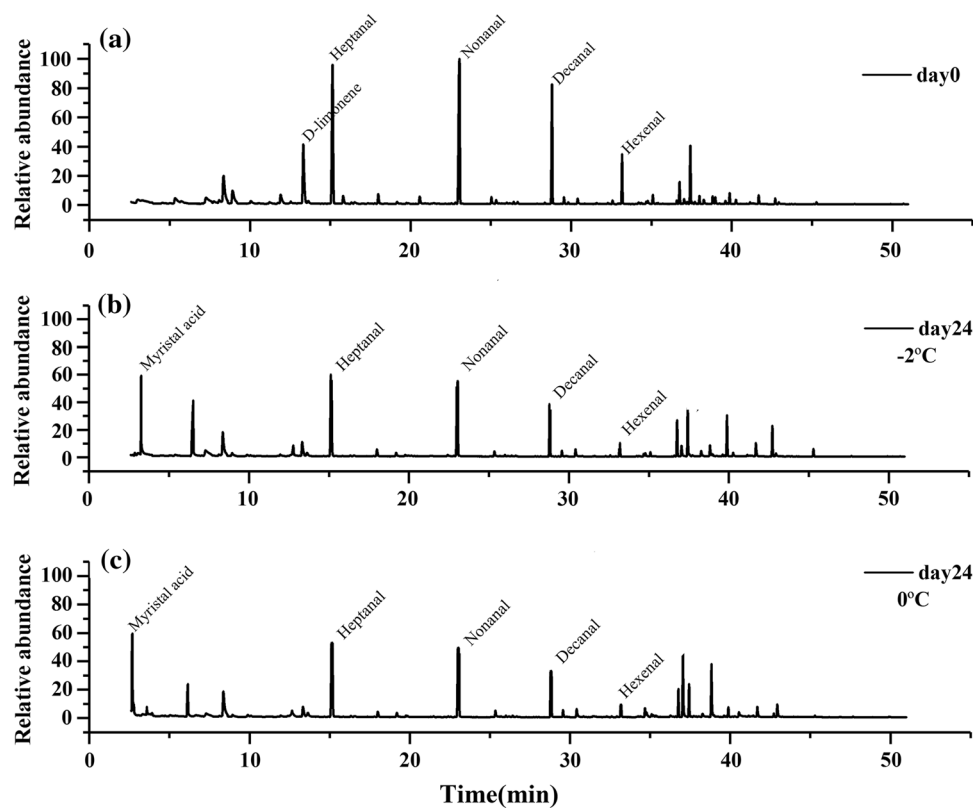 (a)
Heptanal
Nonanal
Decanal
D-limonene
Hexenal
day0
Relative abundance
100
80
60
40
20
0
0 10 20 30 40 50
(b)
Myristal acid
Heptanal
Nonanal
Decanal
Hexenal
day24
-2°C
Relative abundance
100
80
60
40
20
0
0 10 20 30 40 50
(c)
Myristal acid
Heptanal
Nonanal
Decanal
Hexenal
day24
0°C
Relative abundance
100
80
60
40
20
0
0 10 20 30 40 50
Time(min)